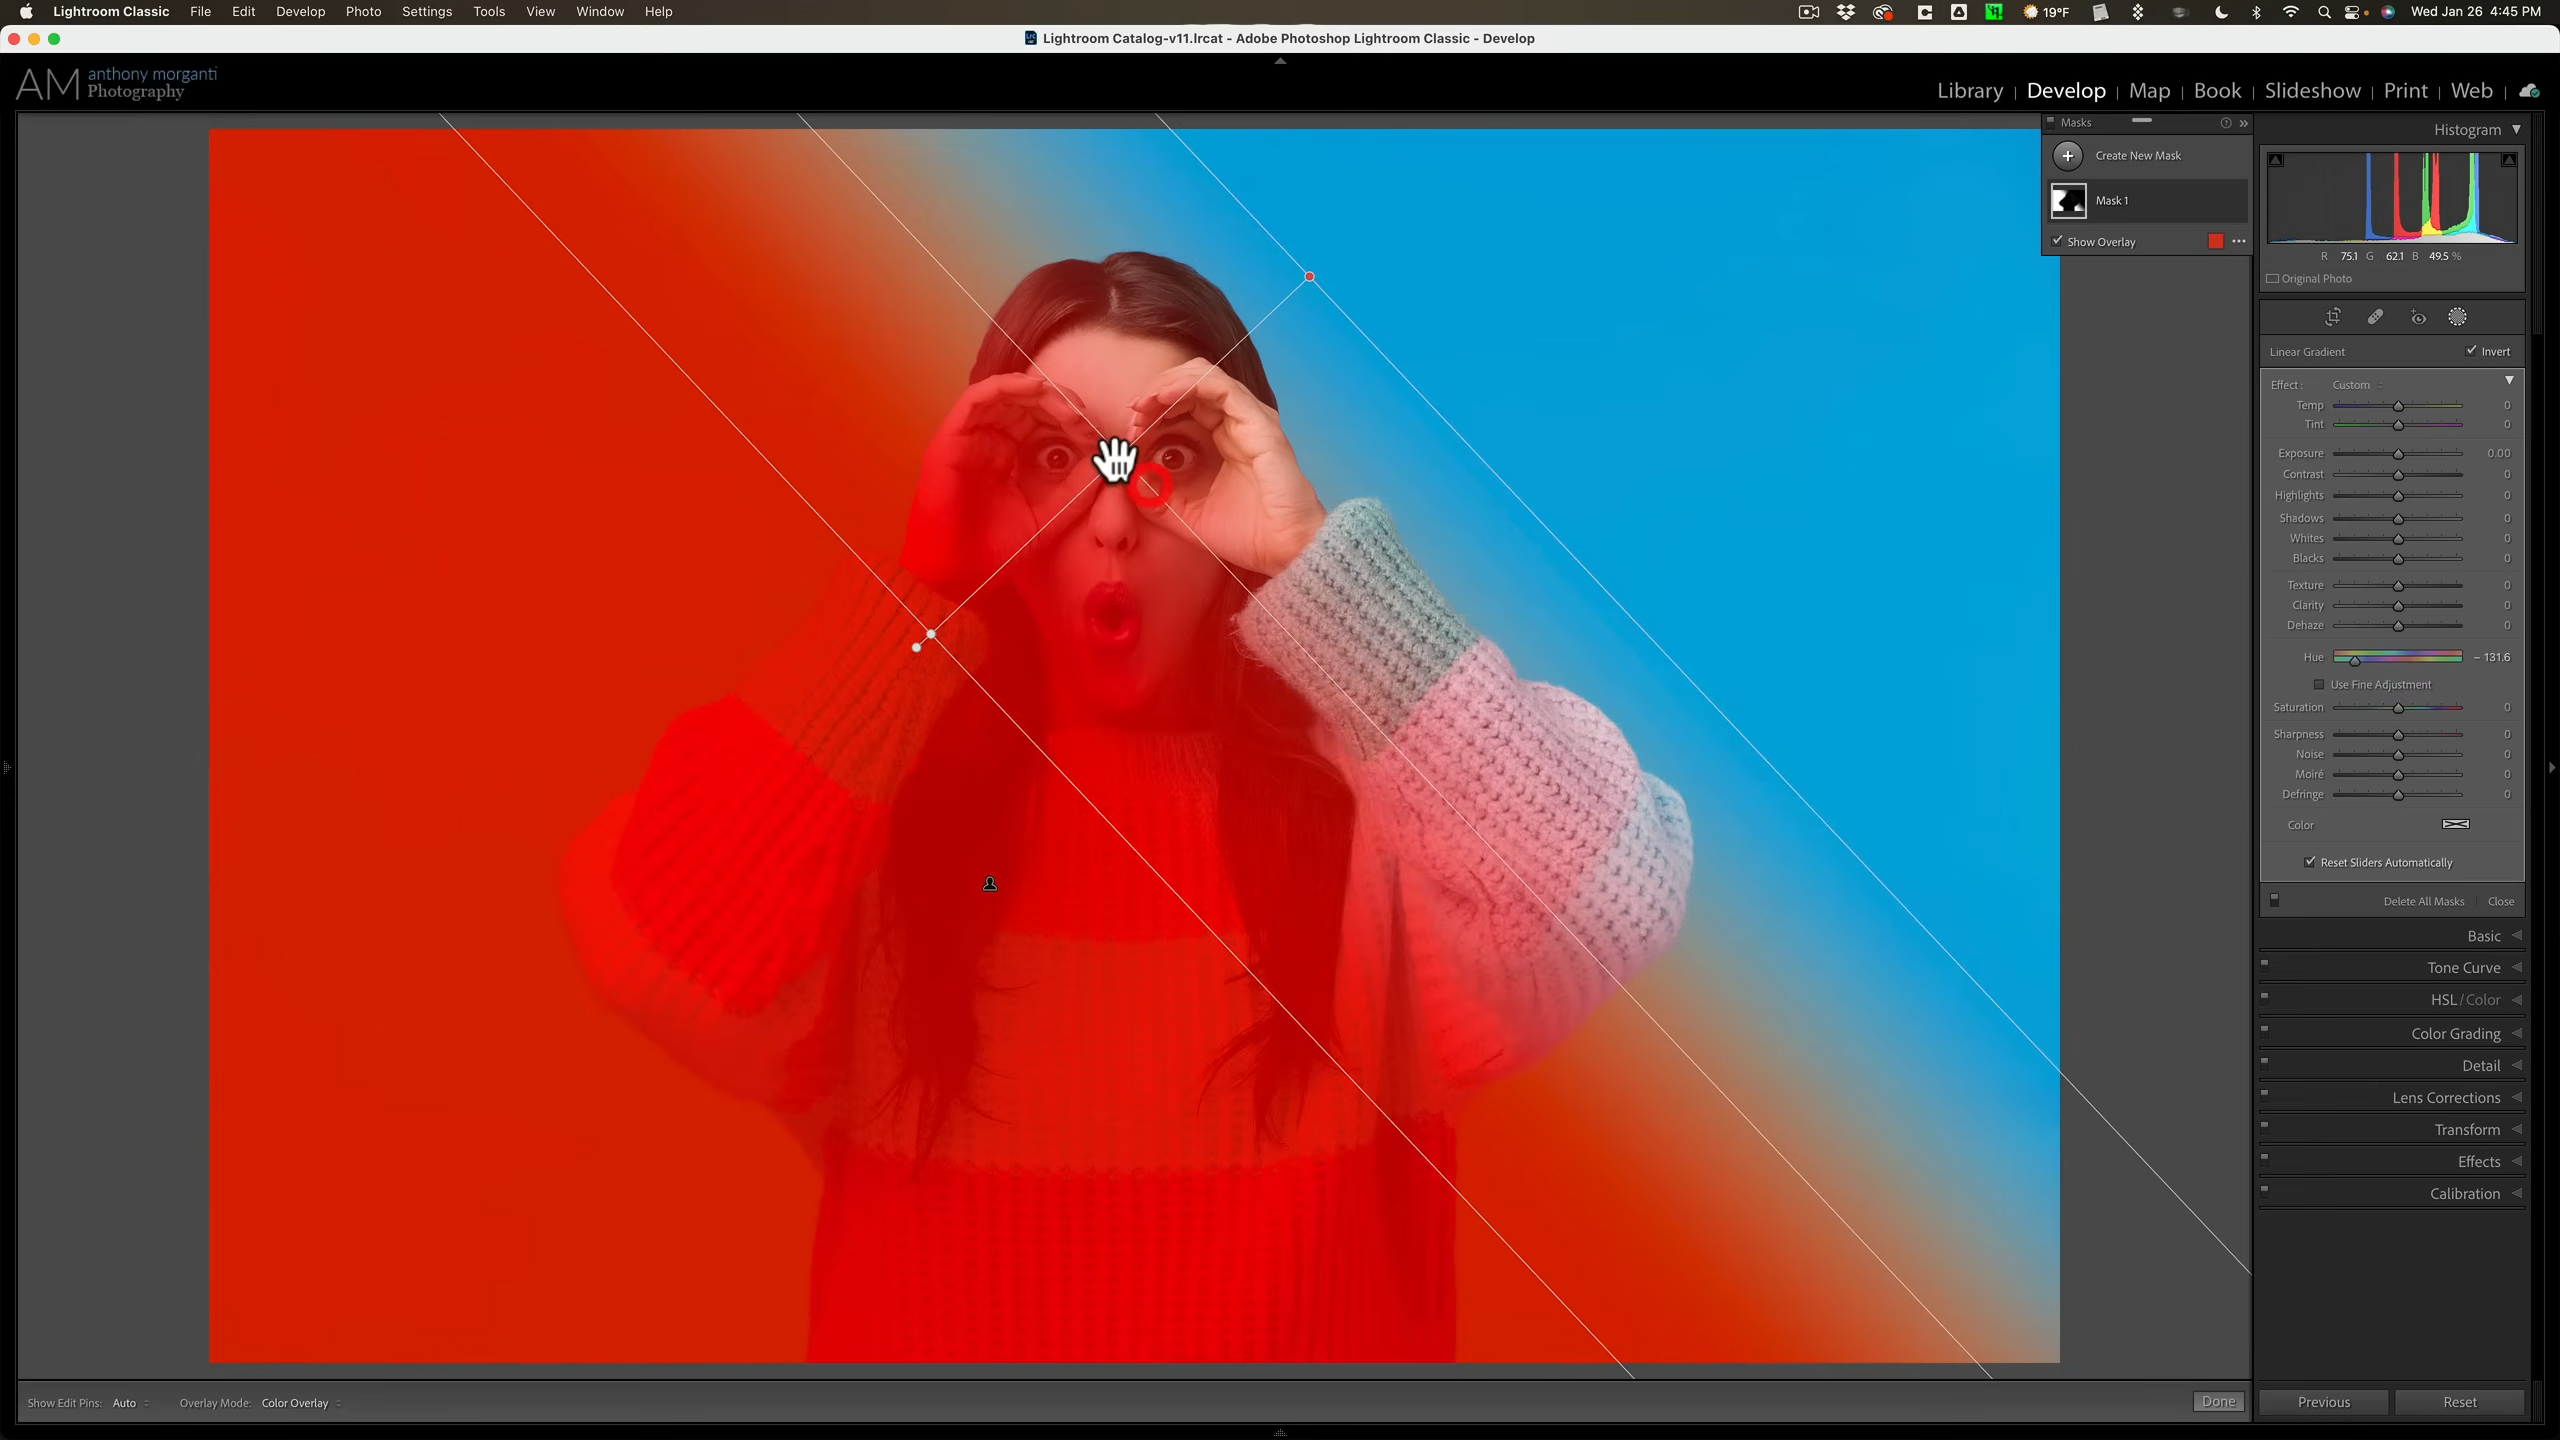 Lightroom Classic File Edit Develop Photo Settings Tools View Window Help 19°F Wed Jan 26 4:45 PM
Lightroom Catalog-v11.lrcat - Adobe Photoshop Lightroom Classic - Develop
AM anthony morganti
Photography
Library | Develop | Map | Book | Slideshow | Print | Web
Masks
Create New Mask
Mask 1
Show Overlay
Histogram
R 75.1 G 62.1 B 49.5 %
Original Photo
Linear Gradient Invert
Effect : Custom
Temp 0
Tint 0
Exposure 0.00
Contrast 0
Highlights 0
Shadows 0
Whites 0
Blacks 0
Texture 0
Clarity 0
Dehaze 0
Hue – 131.6
Use Fine Adjustment
Saturation 0
Sharpness 0
Noise 0
Moiré 0
Defringe 0
Color
Reset Sliders Automatically
Delete All Masks Close
Basic
Tone Curve
HSL / Color
Color Grading
Detail
Lens Corrections
Transform
Effects
Calibration
Show Edit Pins: Auto Overlay Mode: Color Overlay Done Previous Reset